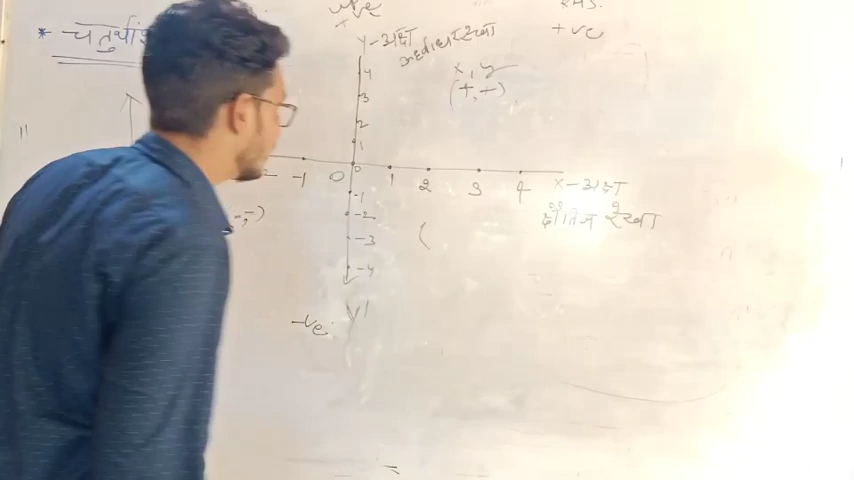 +ve
* चतुर्थां
Y-अक्ष
ऊर्ध्वाधर रेखा
x, y
(+,+)
4
3
2
1
-1 0 0 1 2 3 4 x-अक्ष
क्षैतिज रेखा
-1
-2
-,-)
(
-3
-4
-ve Y'